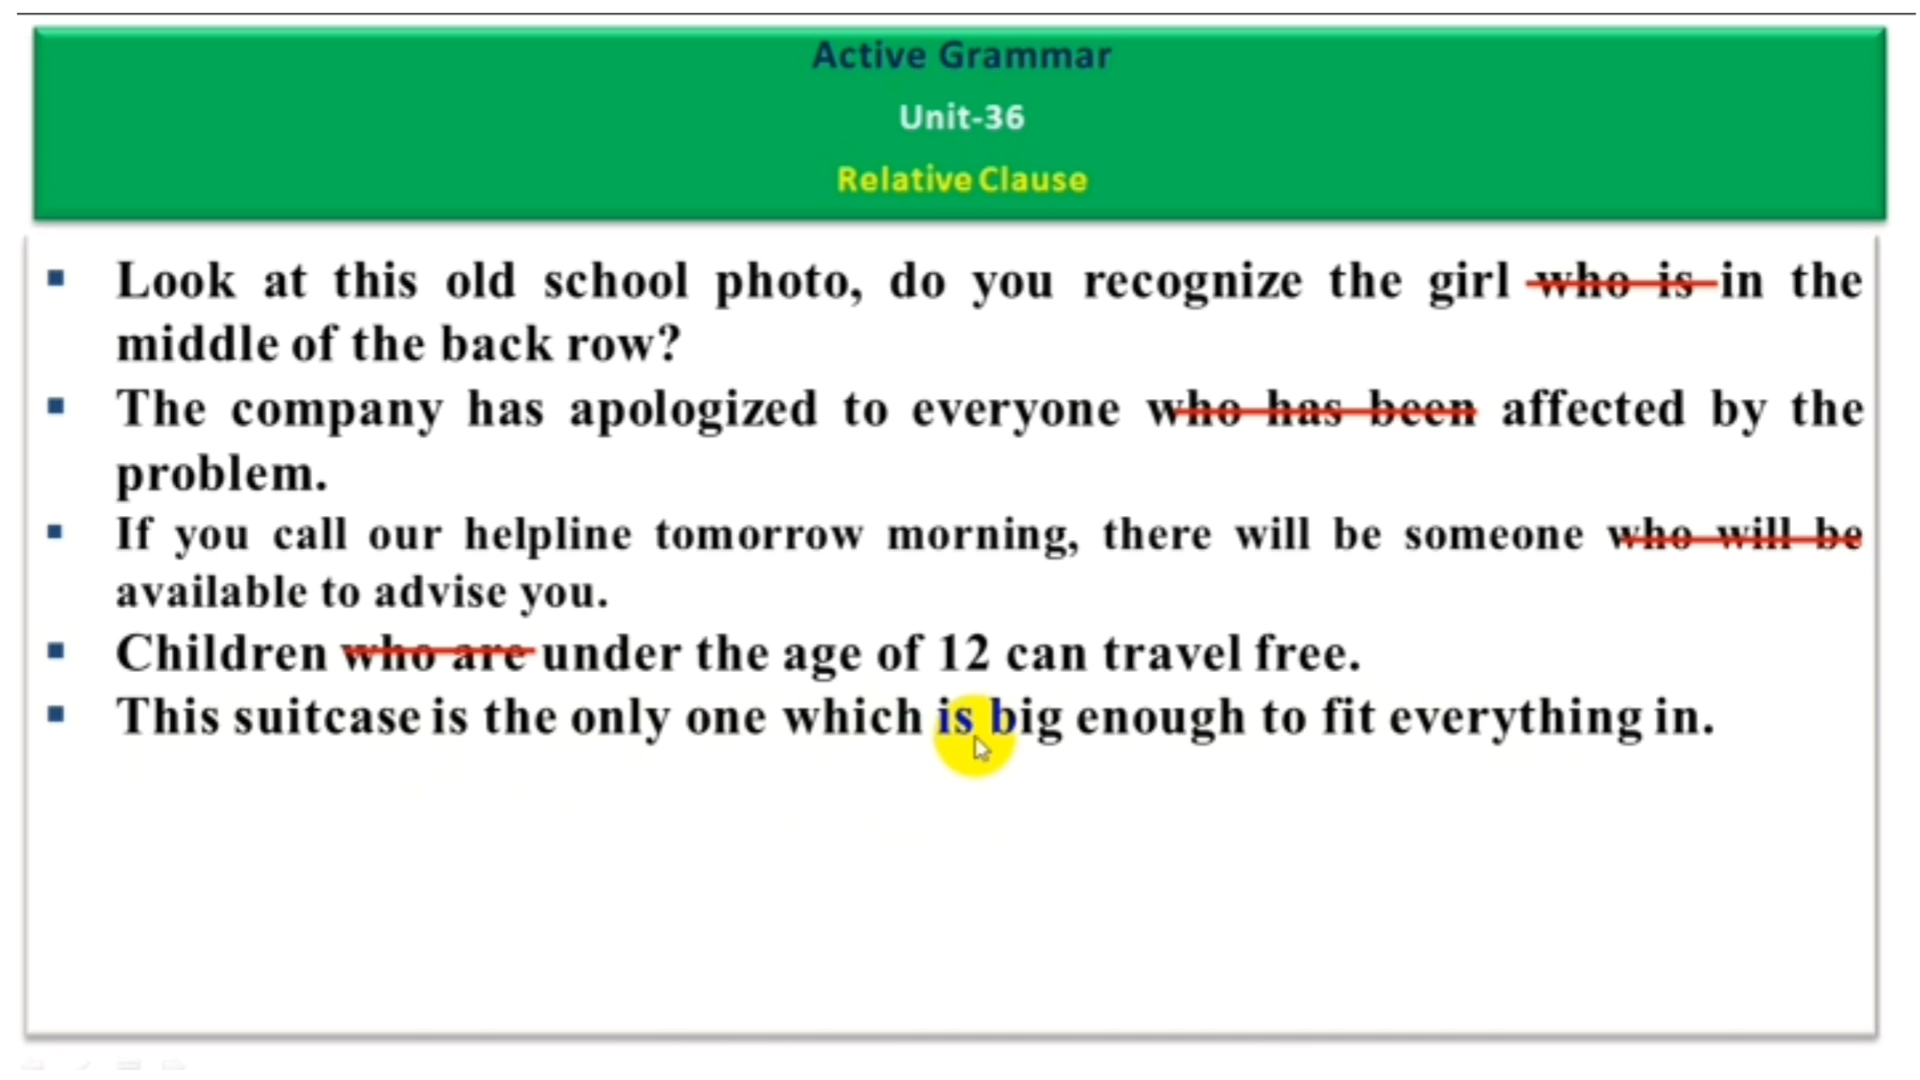 Active Grammar
Unit-36
Relative Clause
Look at this old school photo, do you recognize the girl who is in the
middle of the back row?
The company has apologized to everyone who has been affected by the
problem.
If you call our helpline tomorrow morning, there will be someone who will be
available to advise you.
Children who are under the age of 12 can travel free.
This suitcase is the only one which is big enough to fit everything in.